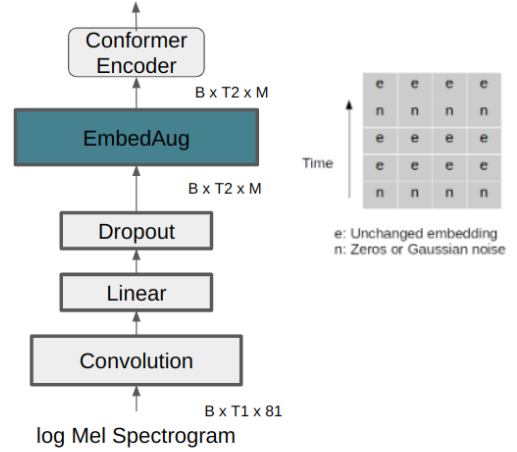 Conformer
Encoder
B x T2 x M
EmbedAug
B x T2 x M
Dropout
Linear
Convolution
B x T1 x 81
log Mel Spectrogram
e e e e
n n n n
e e e e
e e e e
n n n n
Time
e: Unchanged embedding
n: Zeros or Gaussian noise